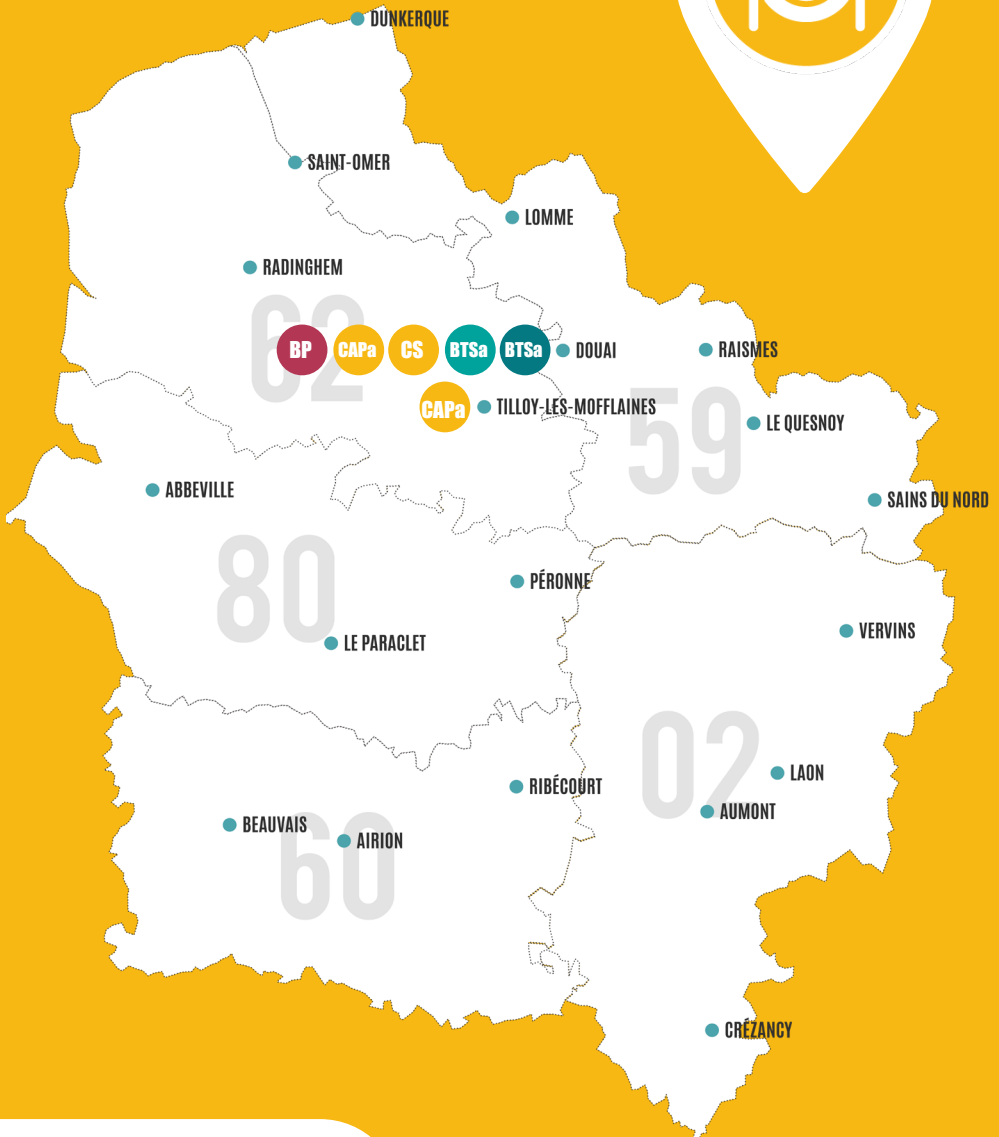 DUNKERQUE
SAINT-OMER
LOMME
RADINGHEM
62
BP CAPa CS BTSa BTSa DOUAI
RAISMES
CAPa TILLOY-LES-MOFFLAINES
59
LE QUESNOY
ABBEVILLE
SAINS DU NORD
80
PÉRONNE
VERVINS
LE PARACLET
02
LAON
RIBÉCOURT
AUMONT
BEAUVAIS
60
AIRION
CRÉZANCY